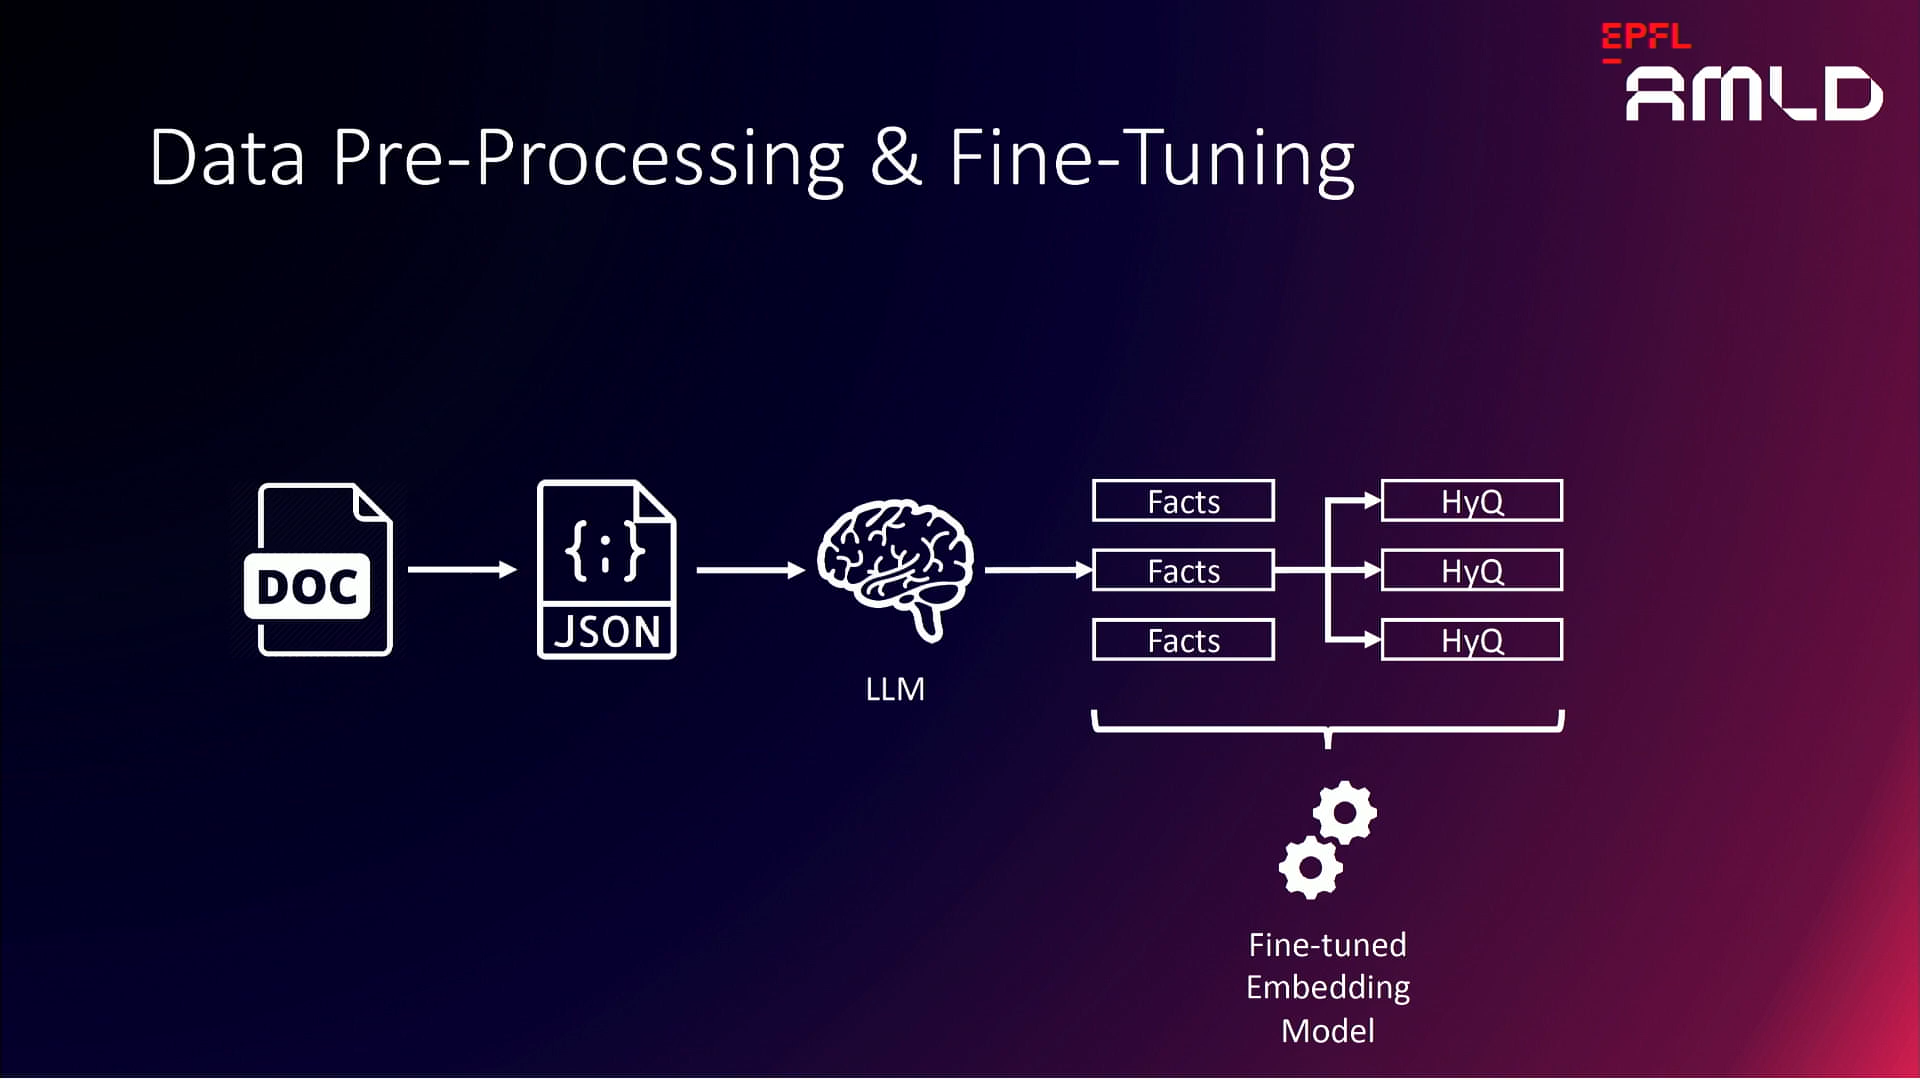 EPFL
AMLD
Data Pre-Processing & Fine-Tuning
DOC
{;}
JSON
LLM
Facts
Facts
Facts
HyQ
HyQ
HyQ
Fine-tuned
Embedding
Model